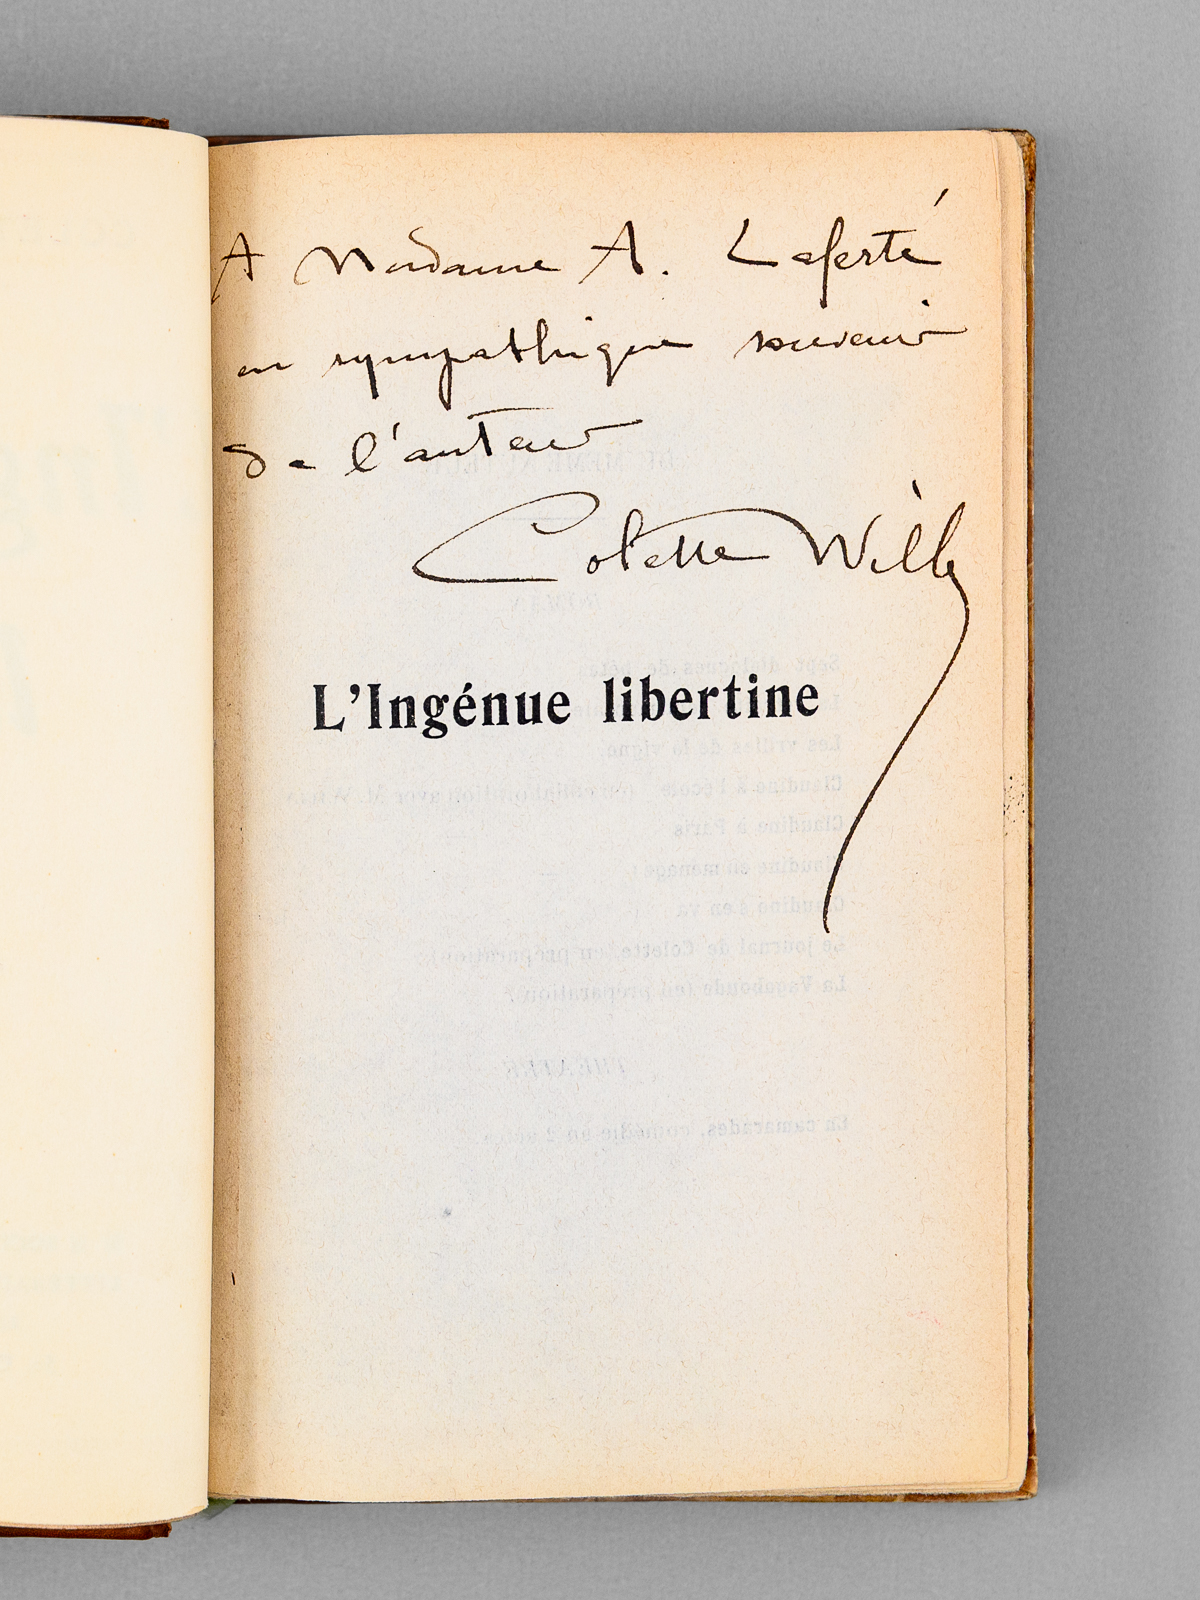 A Madame A. Laferté
en sympathique souvenir
de l'auteur
Colette Willy
L'Ingénue libertine